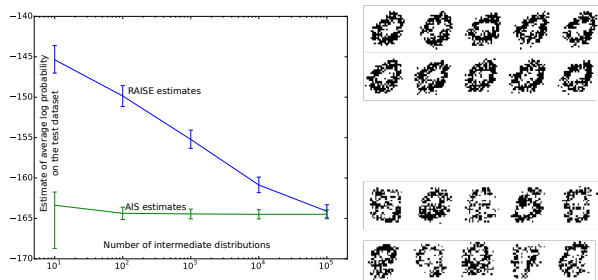 −140
−145
−150
−155
−160
−165
−170
Estimate of average log probability
on the test dataset
RAISE estimates
AIS estimates
Number of intermediate distributions
10¹ 10² 10³ 10⁴ 10⁵